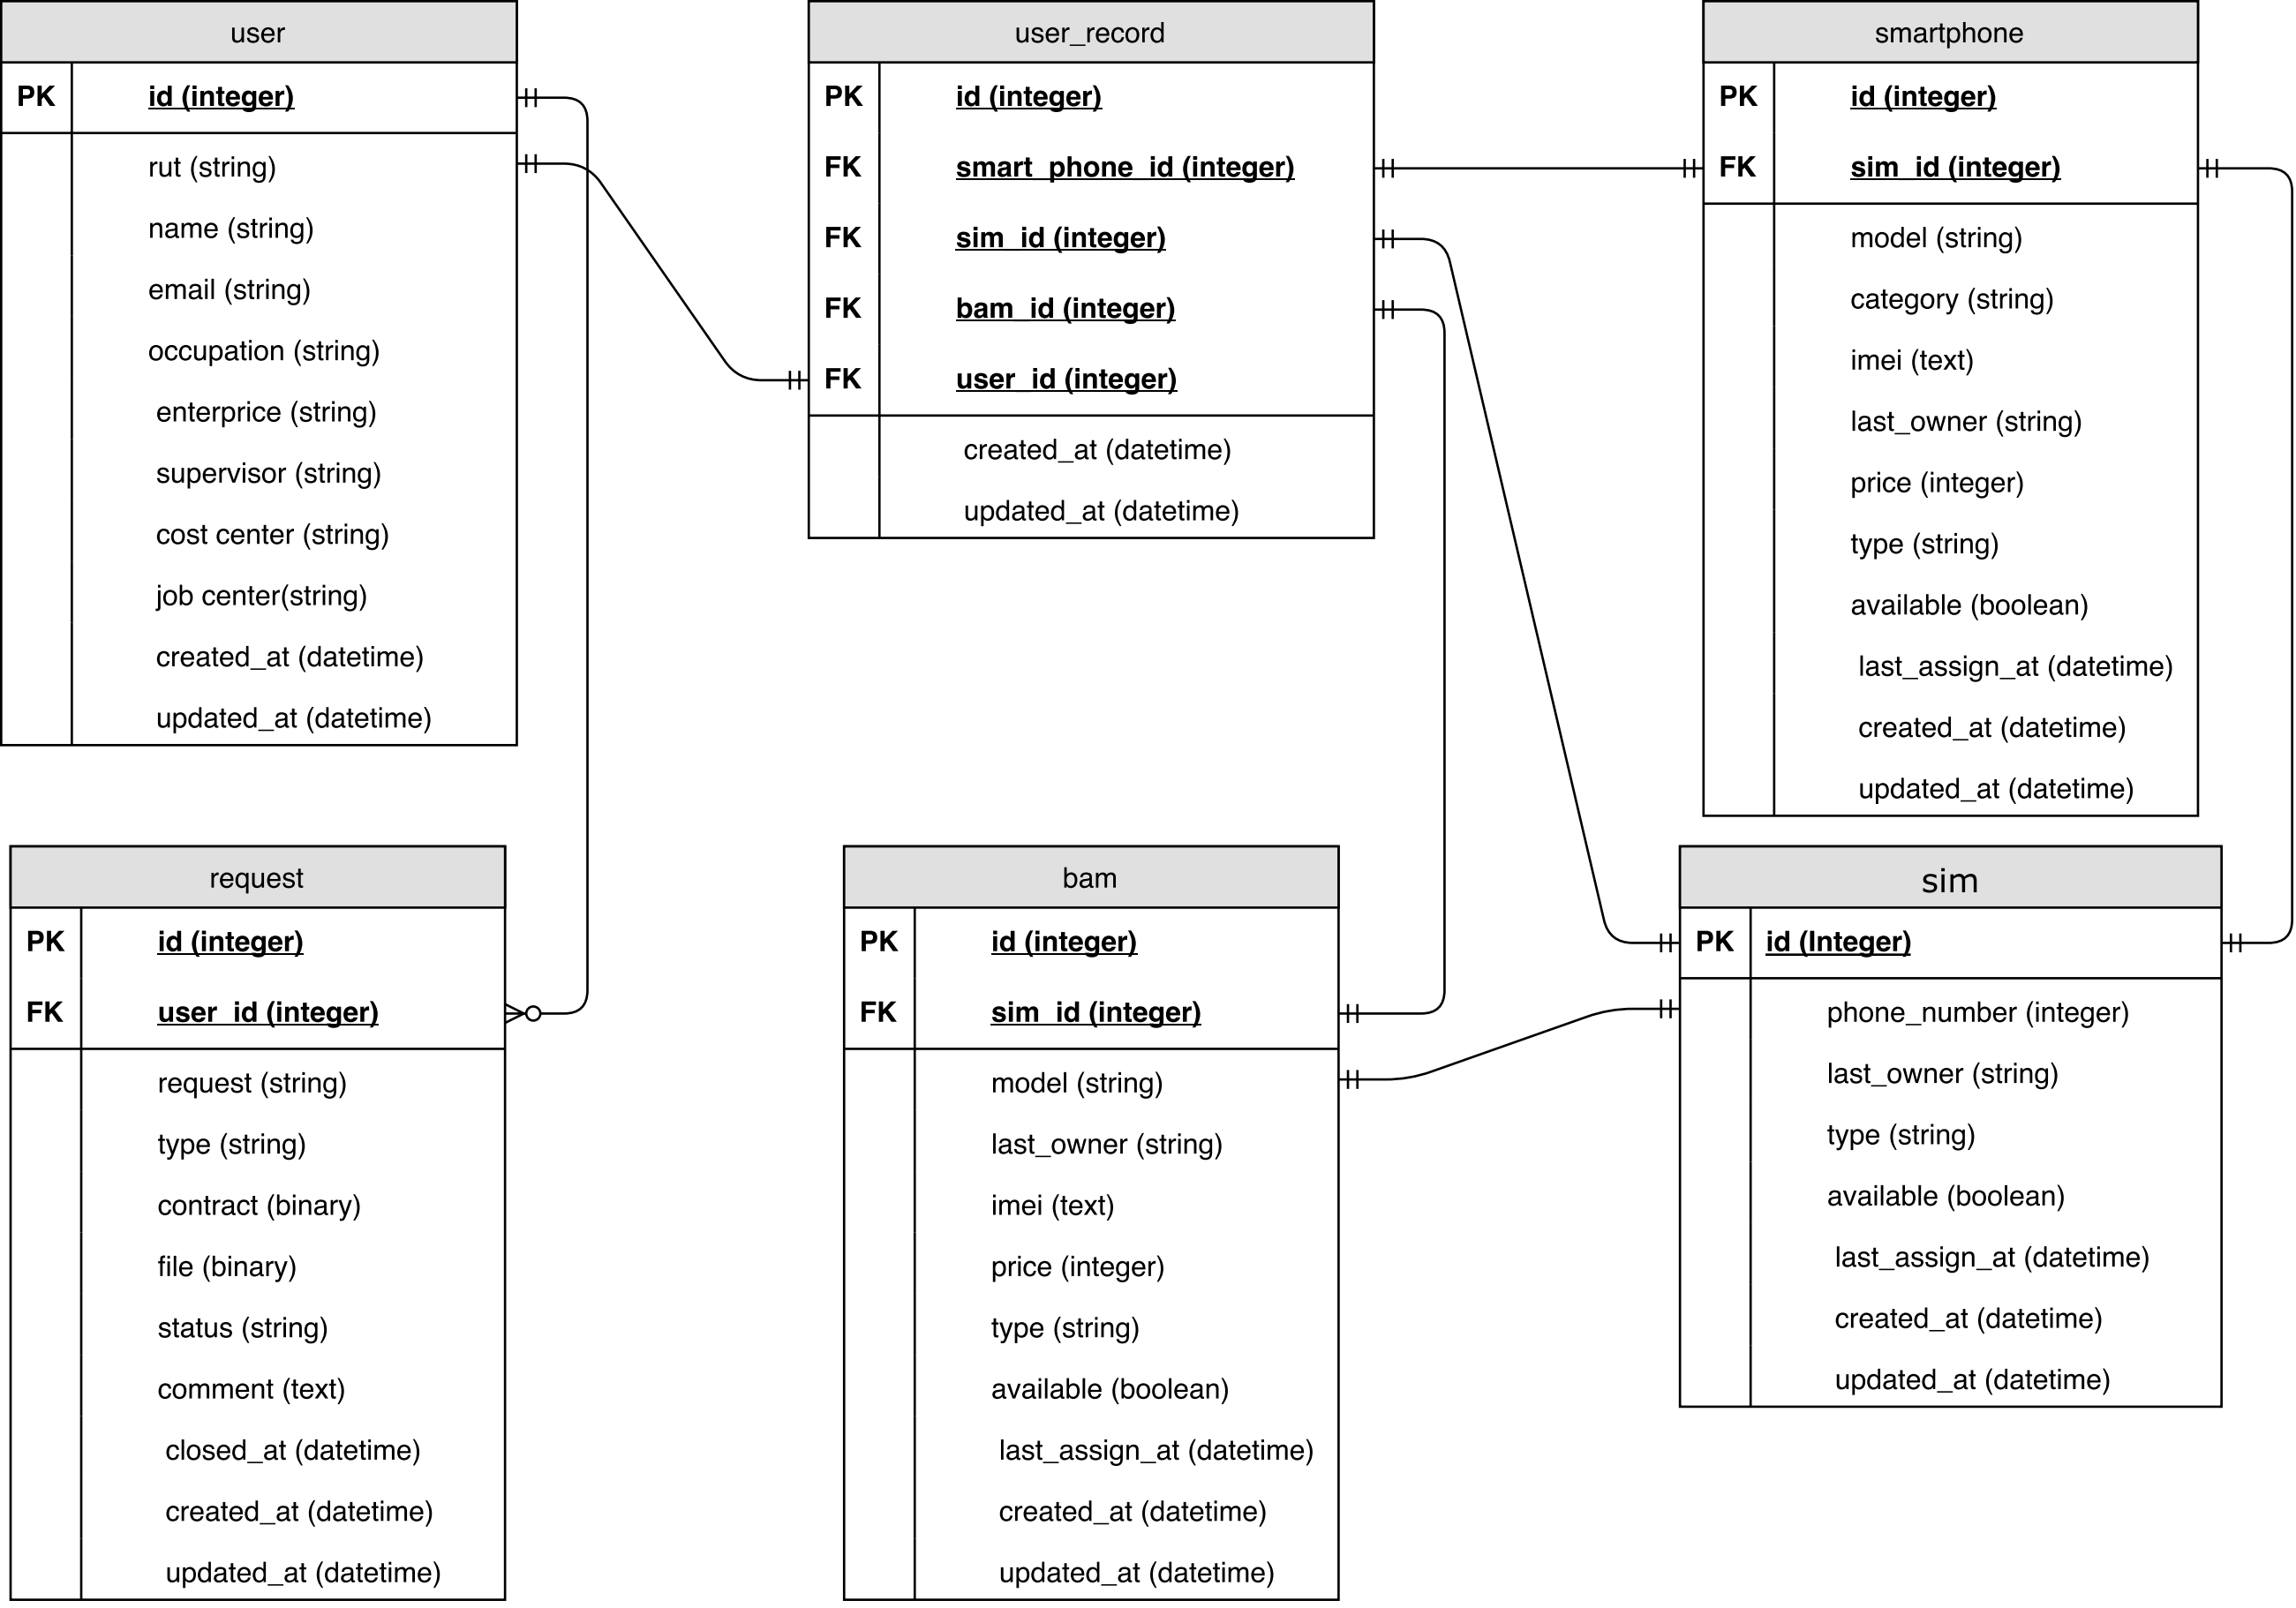 user
PK id (integer)
rut (string)
name (string)
email (string)
occupation (string)
enterprice (string)
supervisor (string)
cost center (string)
job center(string)
created_at (datetime)
updated_at (datetime)
user_record
PK id (integer)
FK smart_phone_id (integer)
FK sim_id (integer)
FK bam_id (integer)
FK user_id (integer)
created_at (datetime)
updated_at (datetime)
smartphone
PK id (integer)
FK sim_id (integer)
model (string)
category (string)
imei (text)
last_owner (string)
price (integer)
type (string)
available (boolean)
last_assign_at (datetime)
created_at (datetime)
updated_at (datetime)
request
PK id (integer)
FK user_id (integer)
request (string)
type (string)
contract (binary)
file (binary)
status (string)
comment (text)
closed_at (datetime)
created_at (datetime)
updated_at (datetime)
bam
PK id (integer)
FK sim_id (integer)
model (string)
last_owner (string)
imei (text)
price (integer)
type (string)
available (boolean)
last_assign_at (datetime)
created_at (datetime)
updated_at (datetime)
sim
PK id (Integer)
phone_number (integer)
last_owner (string)
type (string)
available (boolean)
last_assign_at (datetime)
created_at (datetime)
updated_at (datetime)